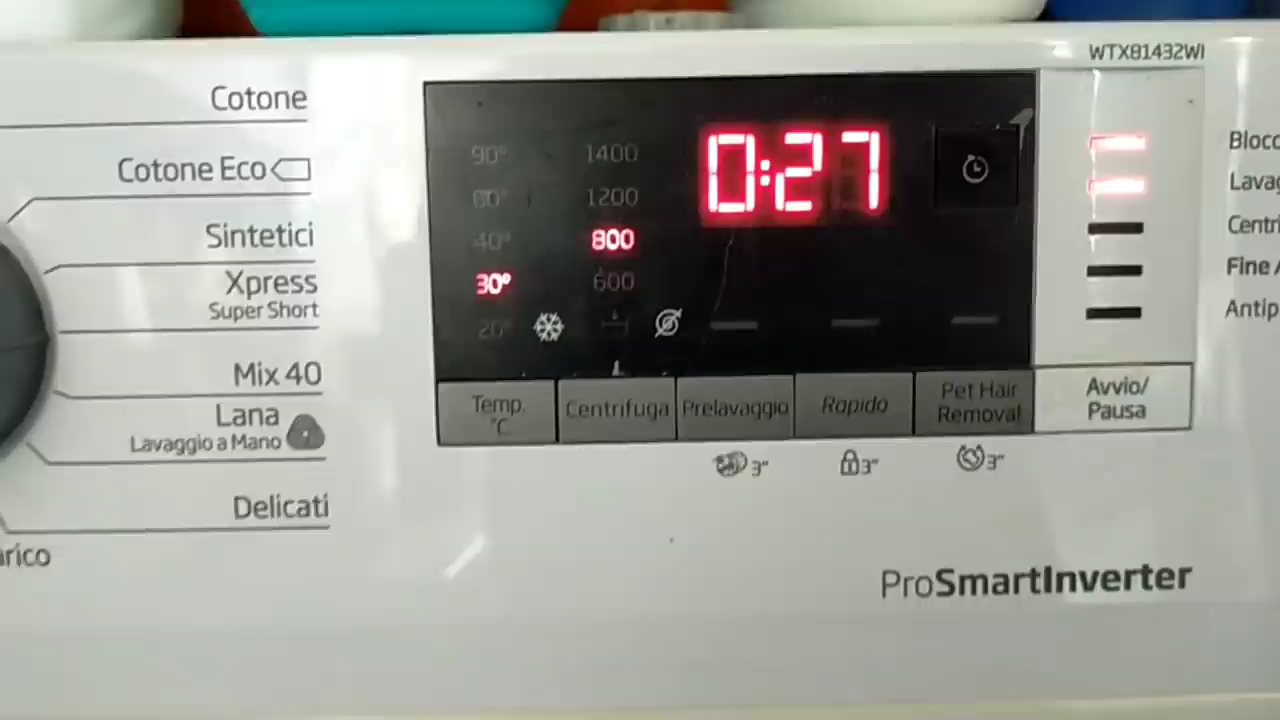 WTX81432WI
Cotone
Cotone Eco
Sintetici
Xpress
Super Short
Mix 40
Lana
Lavaggio a Mano
Delicati
90° 1400
60° 1200
40° 800
30° 600
20°
0:27
Temp.
°C
Centrifuga
Prelavaggio
Rapido
Pet Hair
Removal
Avvio/
Pausa
3"
3"
3"
Fine
ProSmartInverter